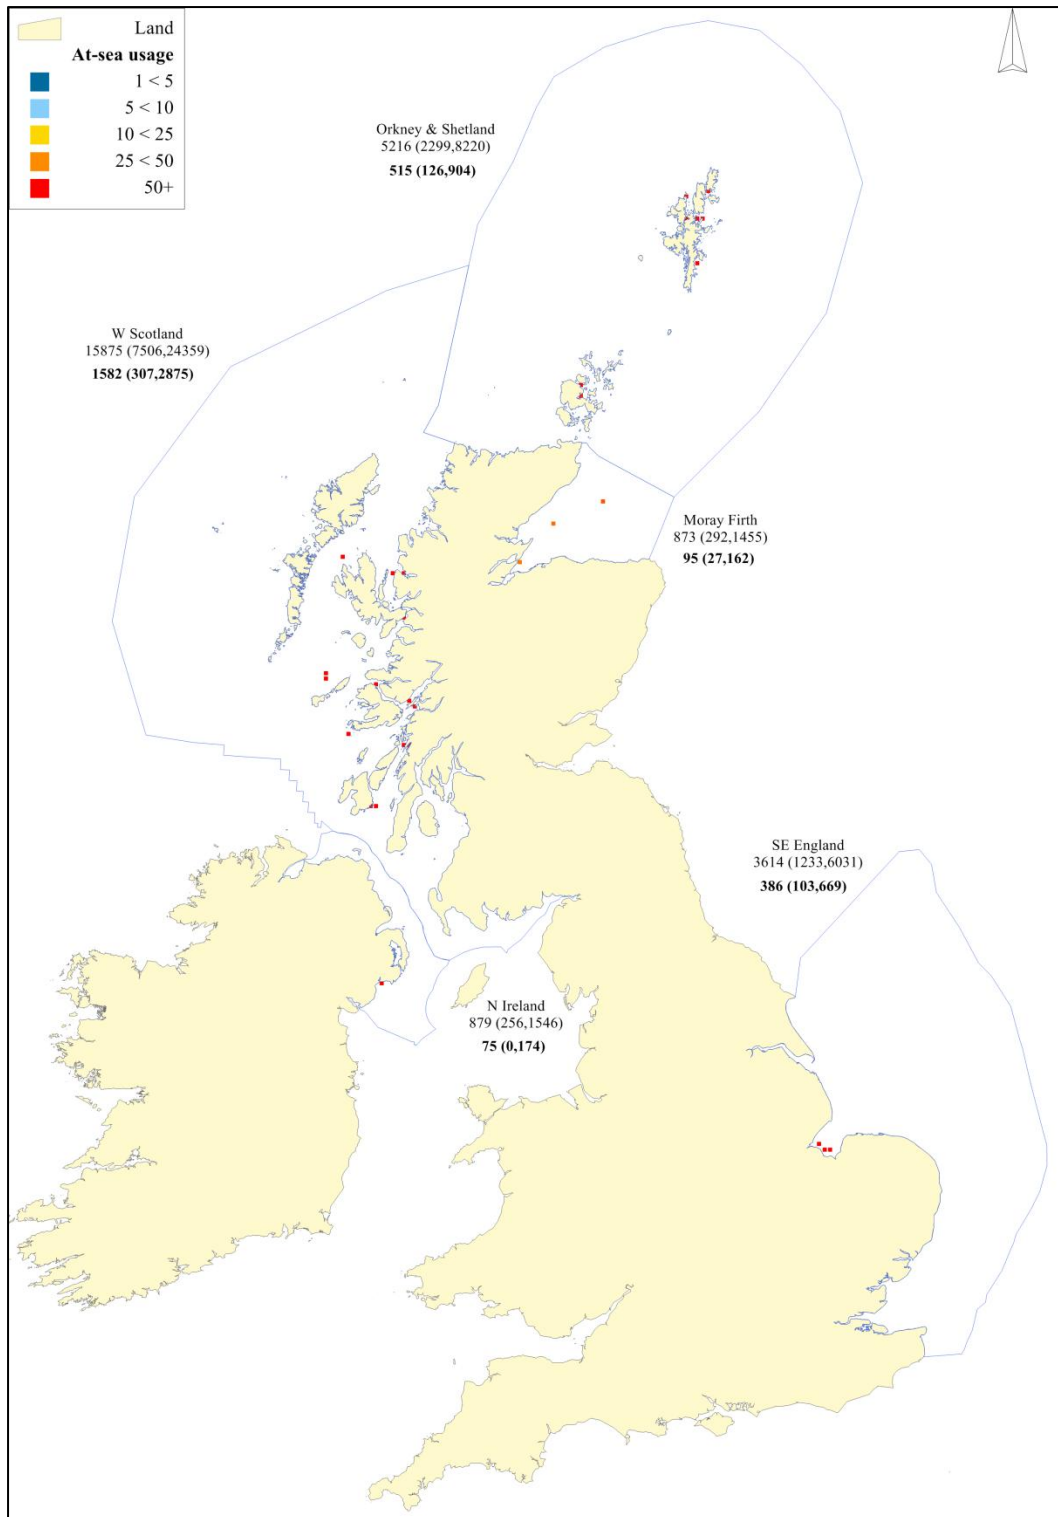 Land
At-sea usage
1 < 5
5 < 10
10 < 25
25 < 50
50+
Orkney & Shetland
5216 (2299,8220)
515 (126,904)
W Scotland
15875 (7506,24359)
1582 (307,2875)
Moray Firth
873 (292,1455)
95 (27,162)
SE England
3614 (1233,6031)
386 (103,669)
N Ireland
879 (256,1546)
75 (0,174)